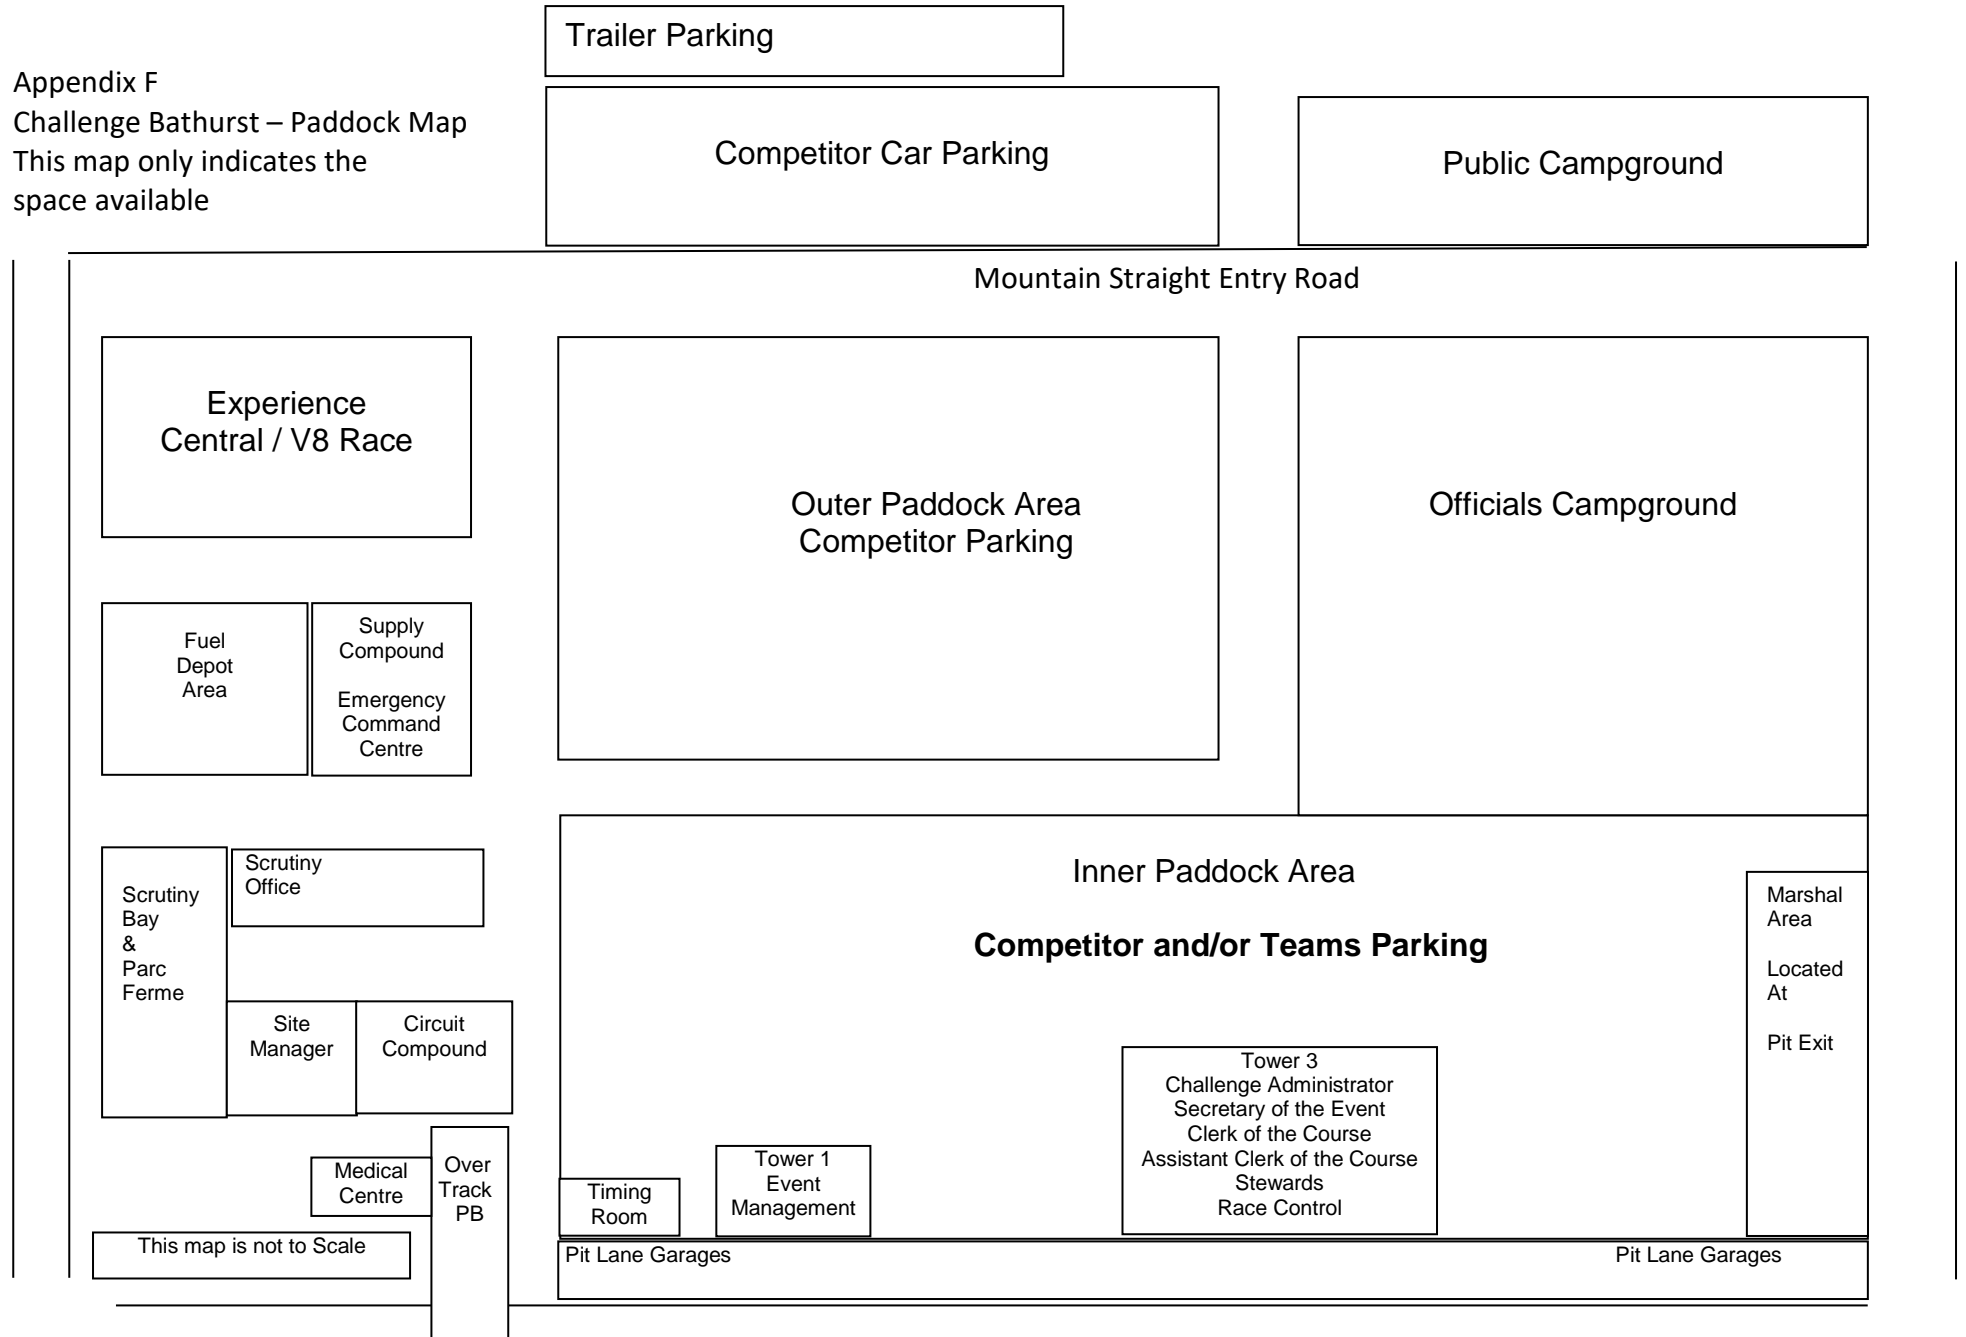 Trailer Parking
Appendix F
Challenge Bathurst – Paddock Map
This map only indicates the
space available
Competitor Car Parking
Public Campground
Mountain Straight Entry Road
Experience
Central / V8 Race
Outer Paddock Area
Competitor Parking
Officials Campground
Fuel
Depot
Area
Supply
Compound
Emergency
Command
Centre
Scrutiny
Bay
&
Parc
Ferme
Scrutiny
Office
Site
Manager
Circuit
Compound
Inner Paddock Area
Competitor and/or Teams Parking
Marshal
Area
Located
At
Pit Exit
Tower 3
Challenge Administrator
Secretary of the Event
Clerk of the Course
Assistant Clerk of the Course
Stewards
Race Control
Medical
Centre
Over
Track
PB
Timing
Room
Tower 1
Event
Management
This map is not to Scale
Pit Lane Garages
Pit Lane Garages